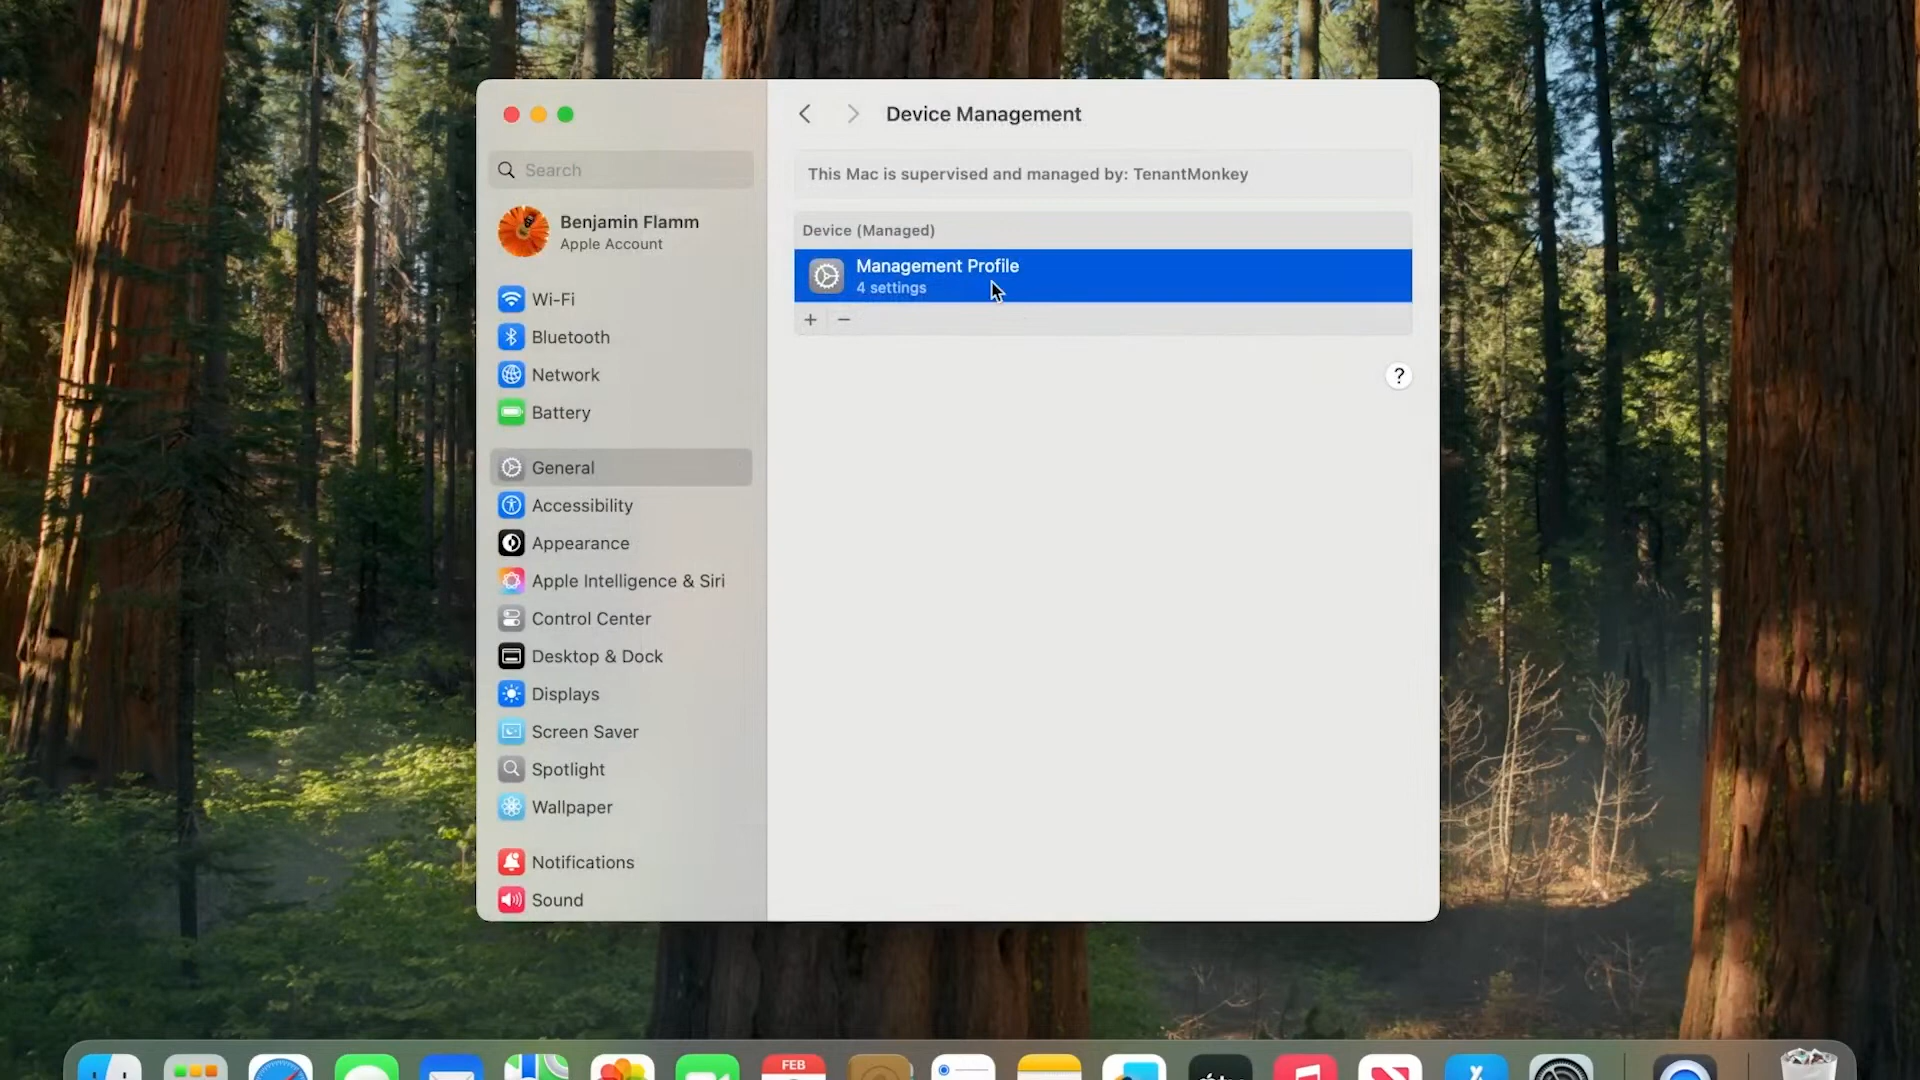 Device Management
This Mac is supervised and managed by: TenantMonkey
Device (Managed)
Management Profile
4 settings
+ −
?
Search
Benjamin Flamm
Apple Account
Wi-Fi
Bluetooth
Network
Battery
General
Accessibility
Appearance
Apple Intelligence & Siri
Control Center
Desktop & Dock
Displays
Screen Saver
Spotlight
Wallpaper
Notifications
Sound
FEB